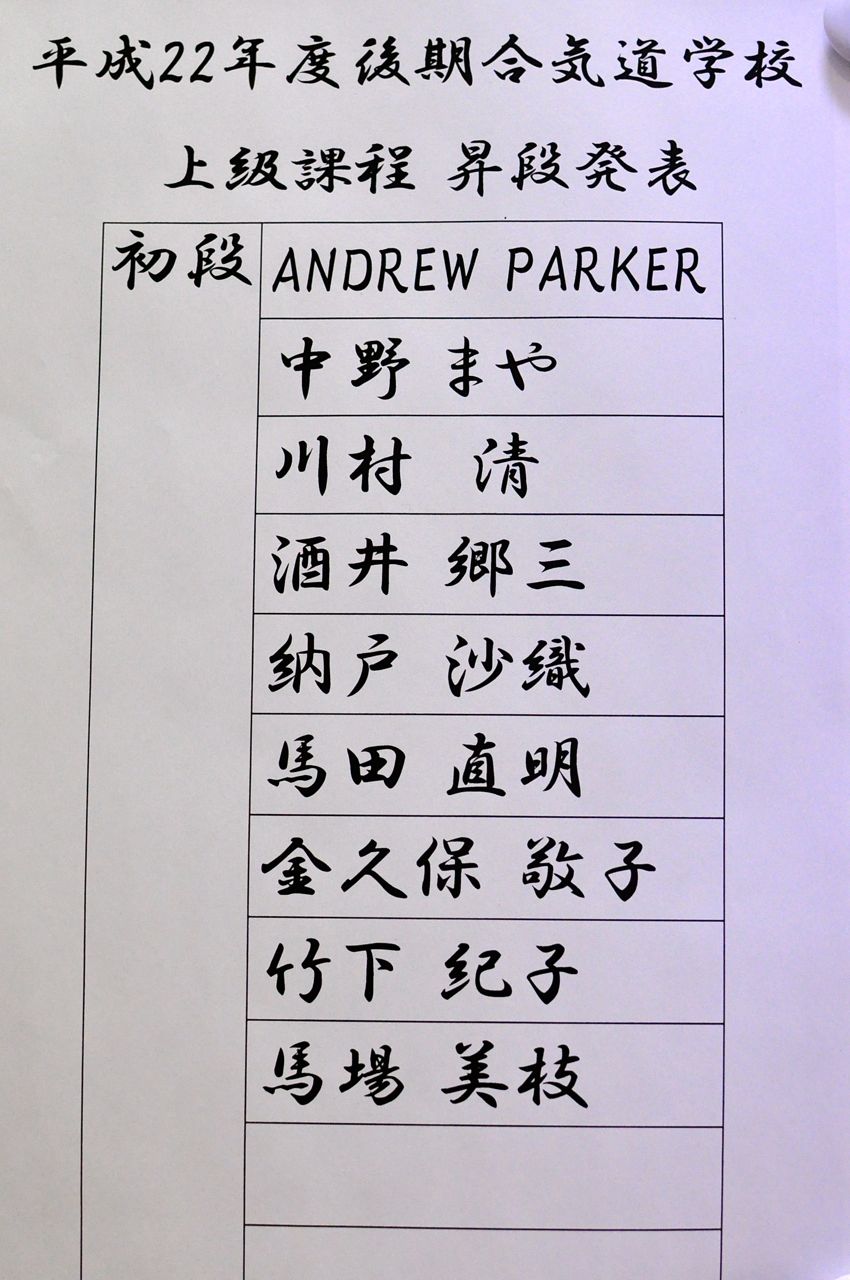 平成22年度後期合気道学校
上級課程 昇段発表
初段 ANDREW PARKER
中野 まや
川村 清
酒井 郷三
納戸 沙織
馬田 直明
金久保 敬子
竹下 紀子
馬場 美枝